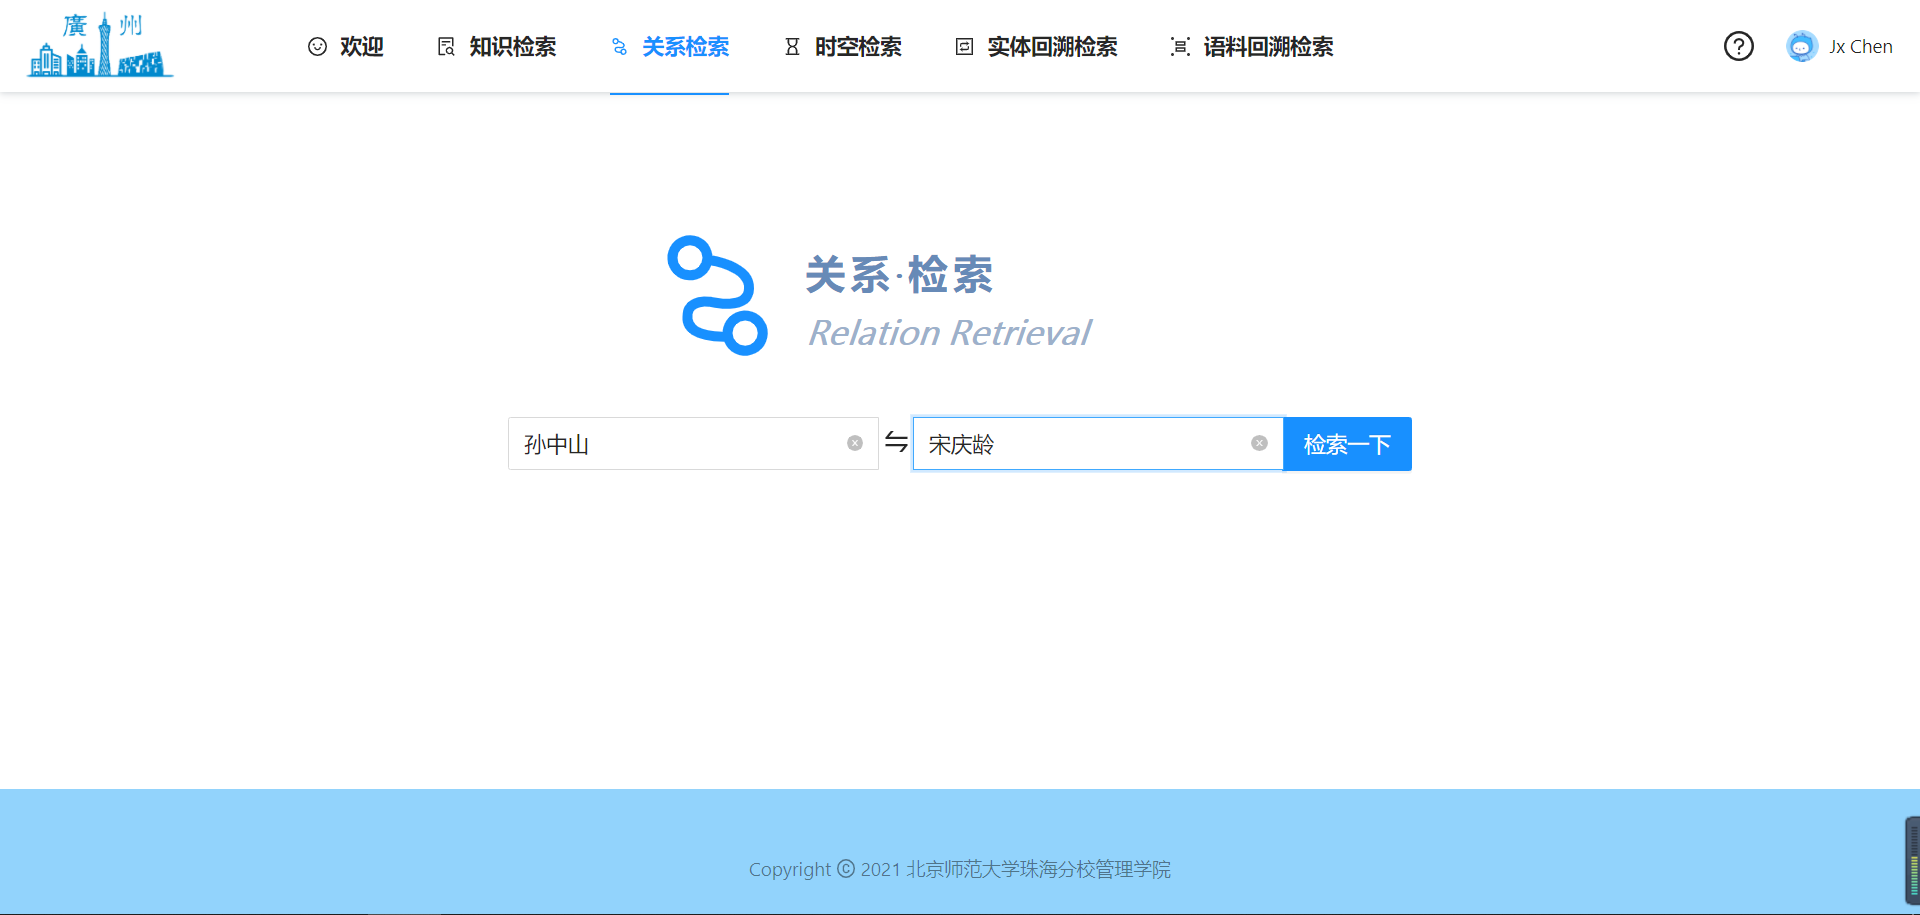 廣州
欢迎
知识检索
关系检索
时空检索
实体回溯检索
语料回溯检索
Jx Chen
关系·检索
Relation Retrieval
孙中山
宋庆龄
检索一下
Copyright © 2021 北京师范大学珠海分校管理学院